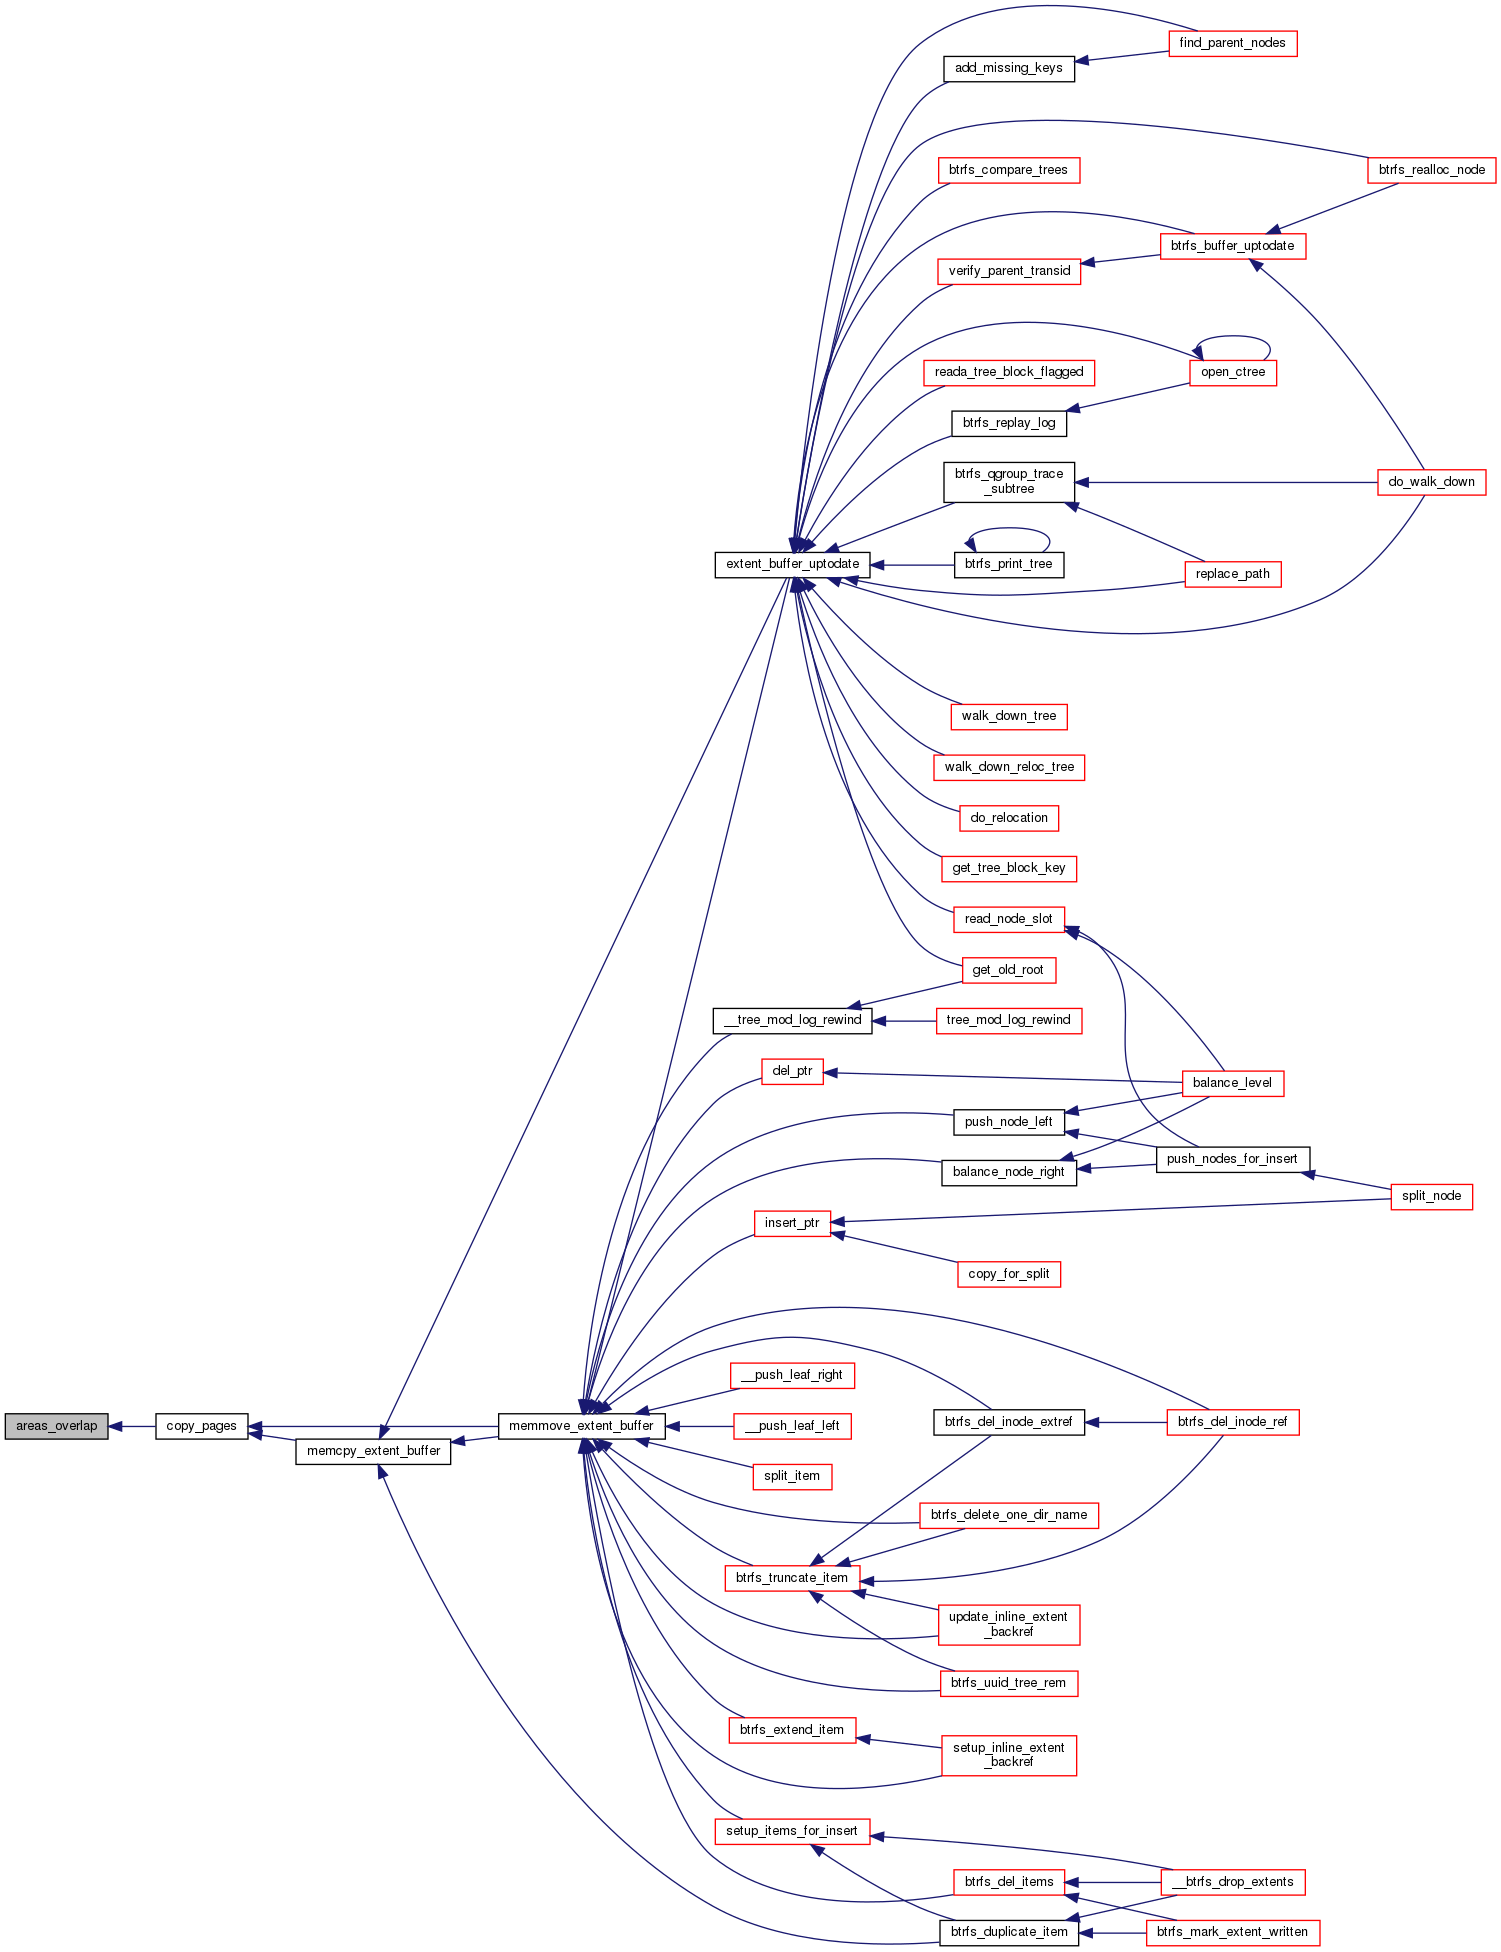 find_parent_nodes
add_missing_keys
btrfs_compare_trees
btrfs_realloc_node
btrfs_buffer_uptodate
verify_parent_transid
reada_tree_block_flagged
open_ctree
btrfs_replay_log
btrfs_qgroup_trace
_subtree
do_walk_down
extent_buffer_uptodate
btrfs_print_tree
replace_path
walk_down_tree
walk_down_reloc_tree
do_relocation
get_tree_block_key
read_node_slot
get_old_root
__tree_mod_log_rewind
tree_mod_log_rewind
del_ptr
balance_level
push_node_left
balance_node_right
push_nodes_for_insert
split_node
insert_ptr
copy_for_split
__push_leaf_right
areas_overlap
copy_pages
memcpy_extent_buffer
memmove_extent_buffer
__push_leaf_left
btrfs_del_inode_extref
btrfs_del_inode_ref
split_item
btrfs_delete_one_dir_name
btrfs_truncate_item
update_inline_extent
_backref
btrfs_uuid_tree_rem
btrfs_extend_item
setup_inline_extent
_backref
setup_items_for_insert
btrfs_del_items
__btrfs_drop_extents
btrfs_duplicate_item
btrfs_mark_extent_written